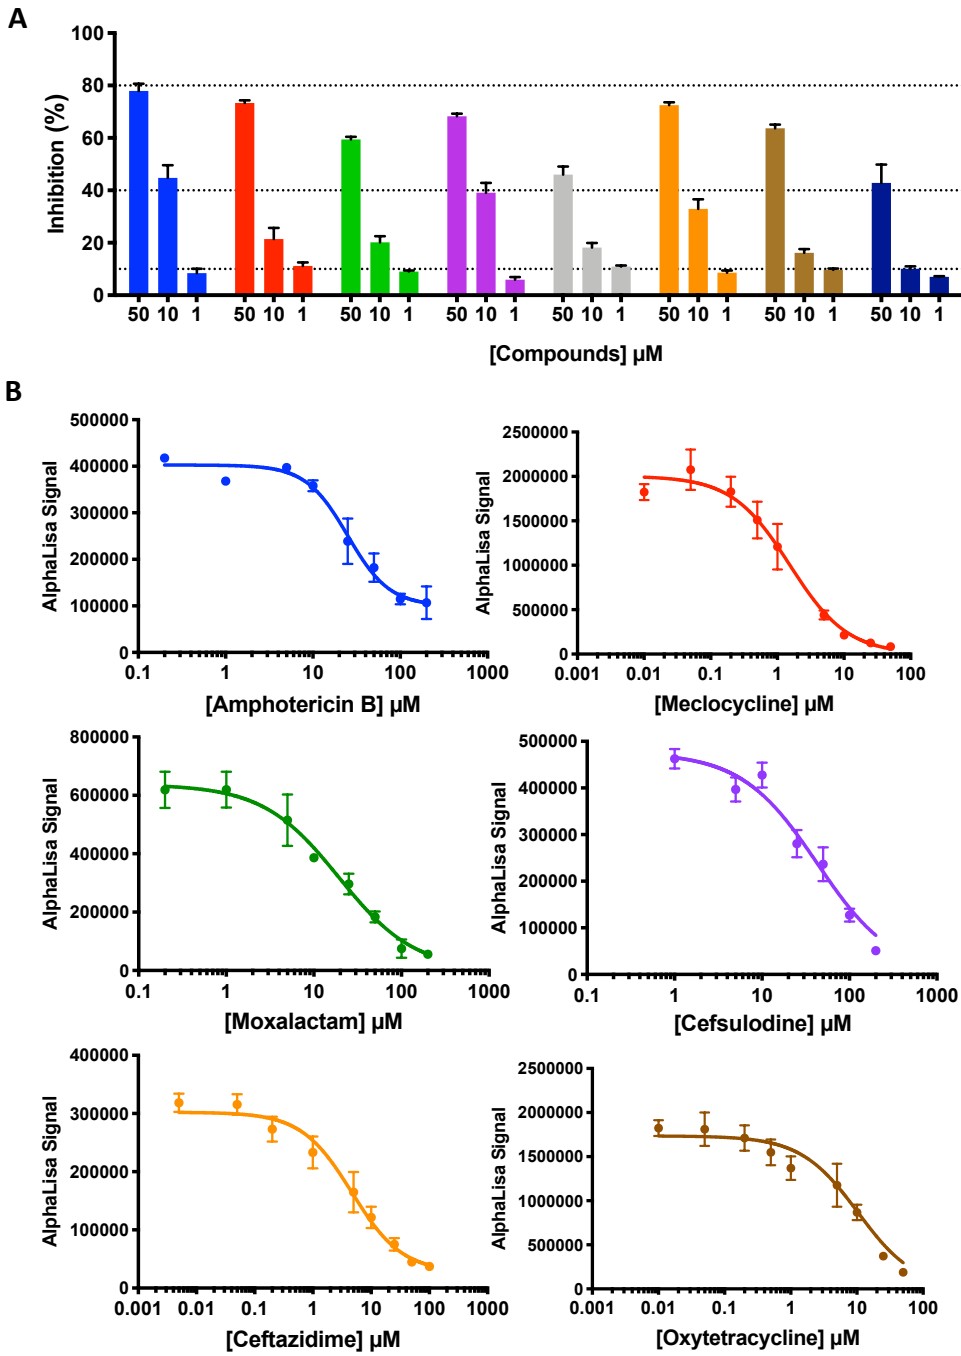 A
100
80
60
40
20
0
Inhibition (%)
50 10 1 50 10 1 50 10 1 50 10 1 50 10 1 50 10 1 50 10 1 50 10 1
[Compounds] µM
B
500000
400000
300000
200000
100000
0
AlphaLisa Signal
0.1 1 10 100 1000
[Amphotericin B] µM
2500000
2000000
1500000
1000000
500000
0
AlphaLisa Signal
0.001 0.01 0.1 1 10 100
[Meclocycline] µM
800000
600000
400000
200000
0
AlphaLisa Signal
0.1 1 10 100 1000
[Moxalactam] µM
500000
400000
300000
200000
100000
0
AlphaLisa Signal
0.1 1 10 100 1000
[Cefsulodine] µM
400000
300000
200000
100000
0
AlphaLisa Signal
0.001 0.01 0.1 1 10 100 1000
[Ceftazidime] µM
2500000
2000000
1500000
1000000
500000
0
AlphaLisa Signal
0.001 0.01 0.1 1 10 100
[Oxytetracycline] µM